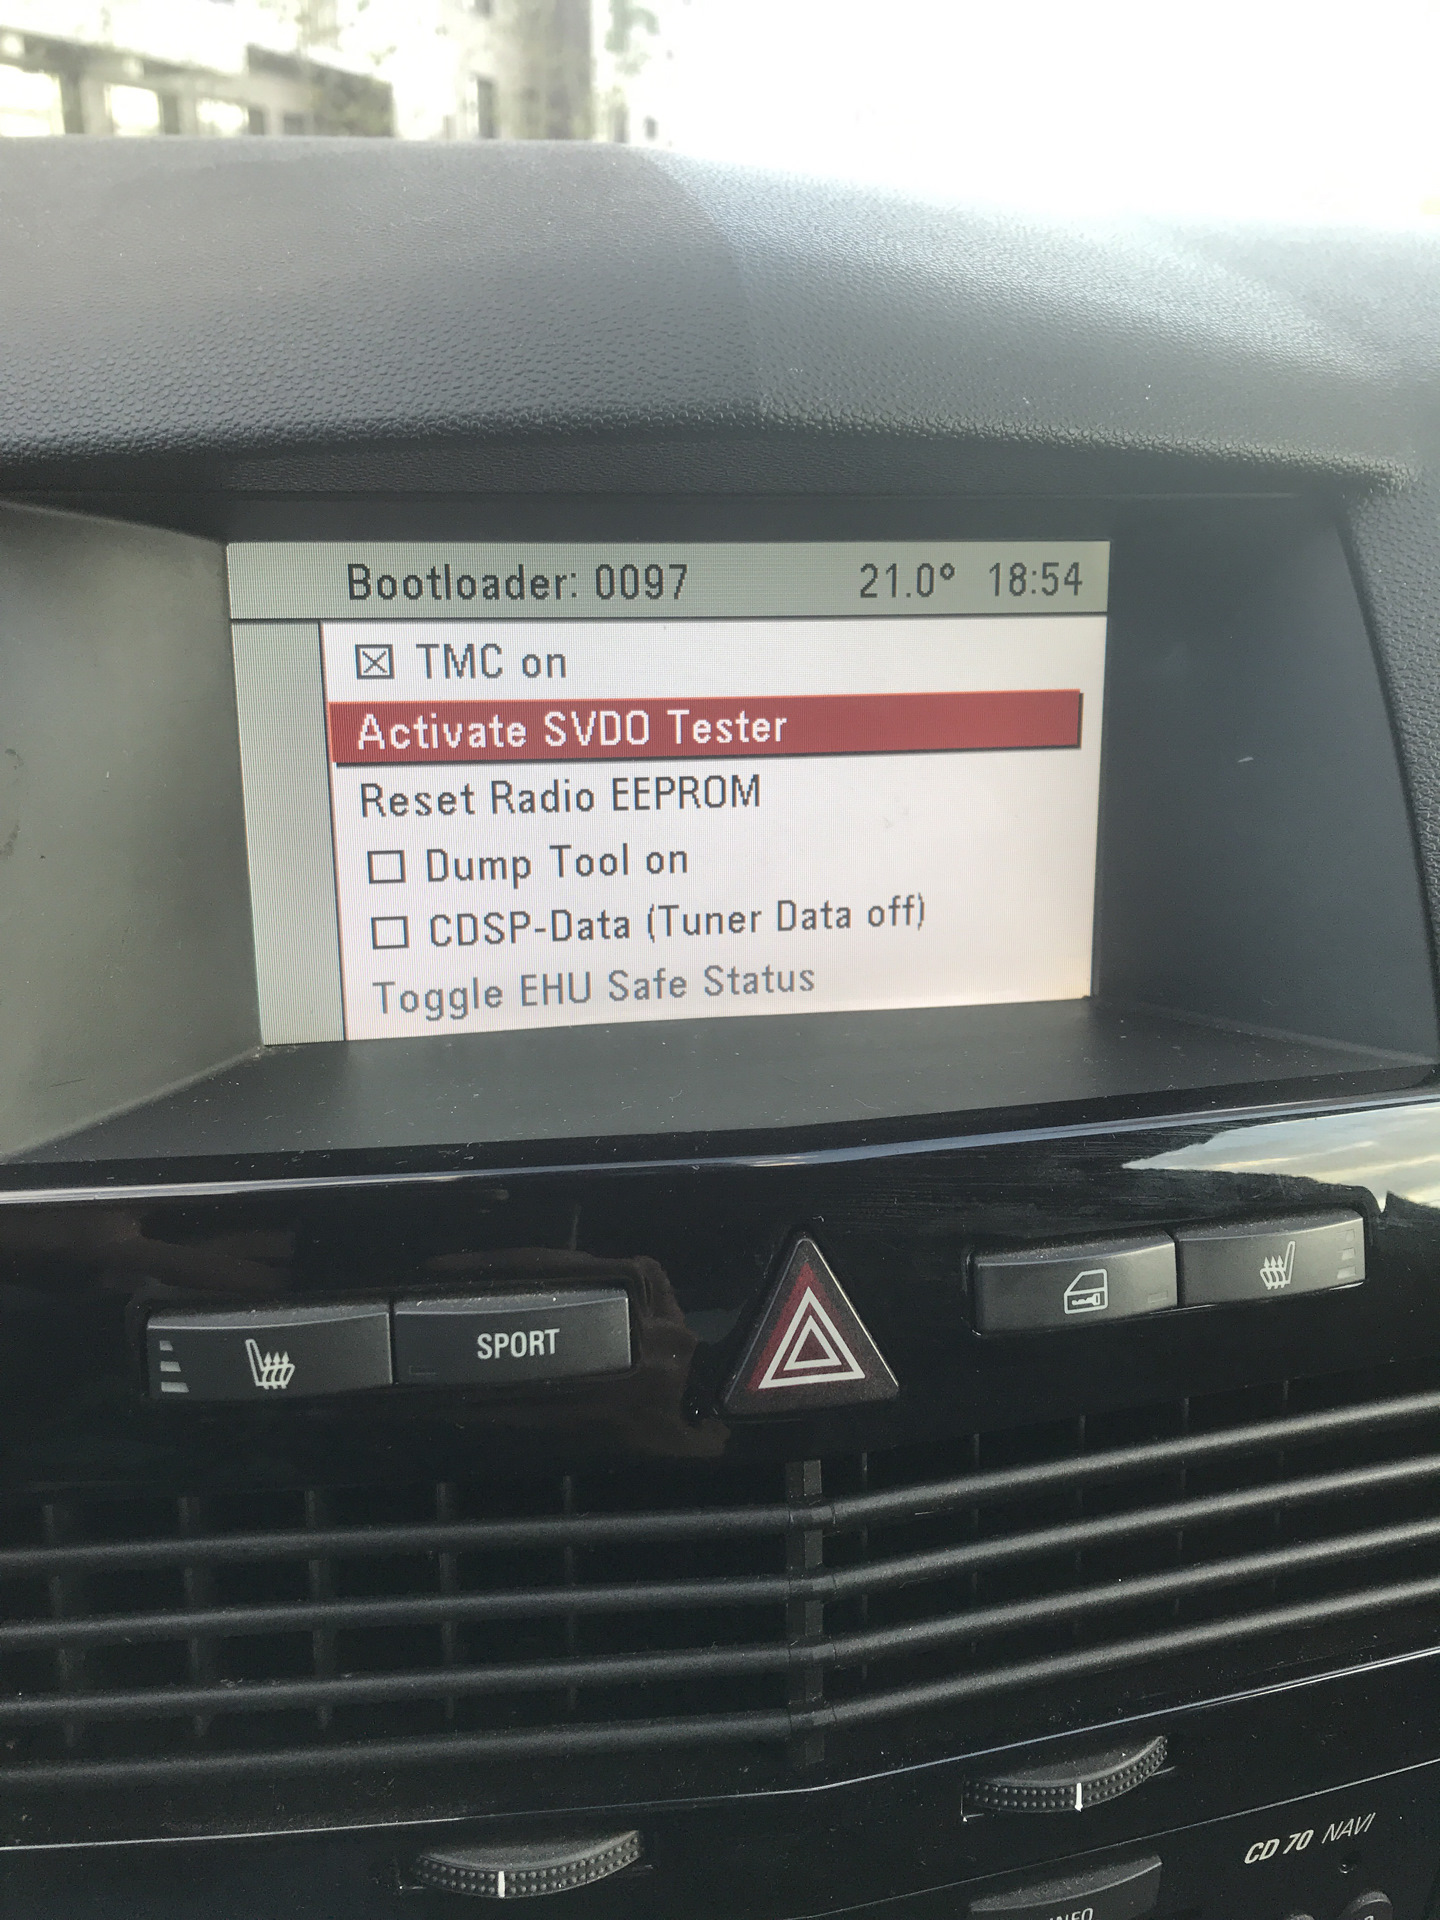 Bootloader: 0097 21.0° 18:54
TMC on
Activate SVDO Tester
Reset Radio EEPROM
Dump Tool on
CDSP-Data (Tuner Data off)
Toggle EHU Safe Status
SPORT
CD 70 NAVI
INFO